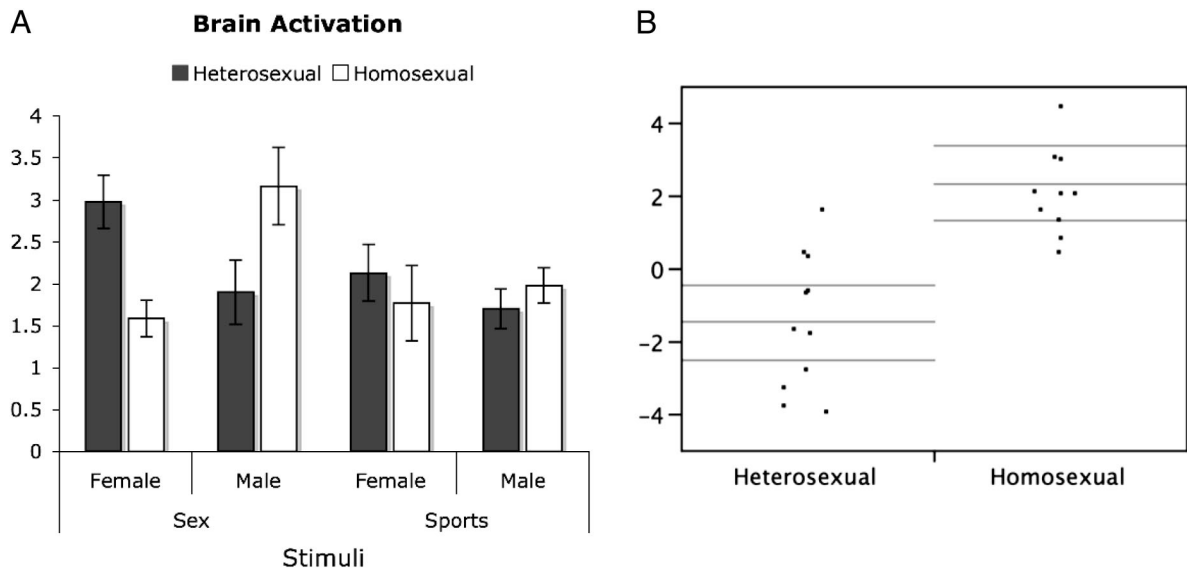 A
Brain Activation
Heterosexual Homosexual
4
3.5
3
2.5
2
1.5
1
0.5
0
Female Male Female Male
Sex Sports
Stimuli
B
4
2
0
-2
-4
Heterosexual Homosexual